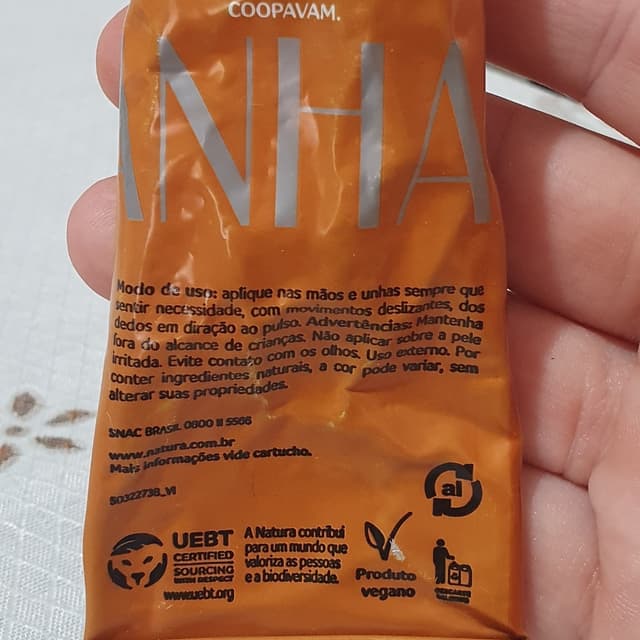 COOPAVAM.
ANHA
Modo de uso: aplique nas mãos e unhas sempre que
sentir necessidade, com movimentos deslizantes, dos
dedos em diração ao pulso. Advertências: Mantenha
fora do alcance de crianças. Não aplicar sobre a pele
irritada. Evite contato com os olhos. Uso externo. Por
conter ingredientes naturais, a cor pode variar, sem
alterar suas propriedades.
SNAC BRASIL 0800 11 5566
www.natura.com.br
Mais informações vide cartucho.
50322738_VI
al
UEBT
CERTIFIED
SOURCING
WITH RESPECT
www.uebt.org
A Natura contribui
para um mundo que
valoriza as pessoas
e a biodiversidade.
Produto
vegano